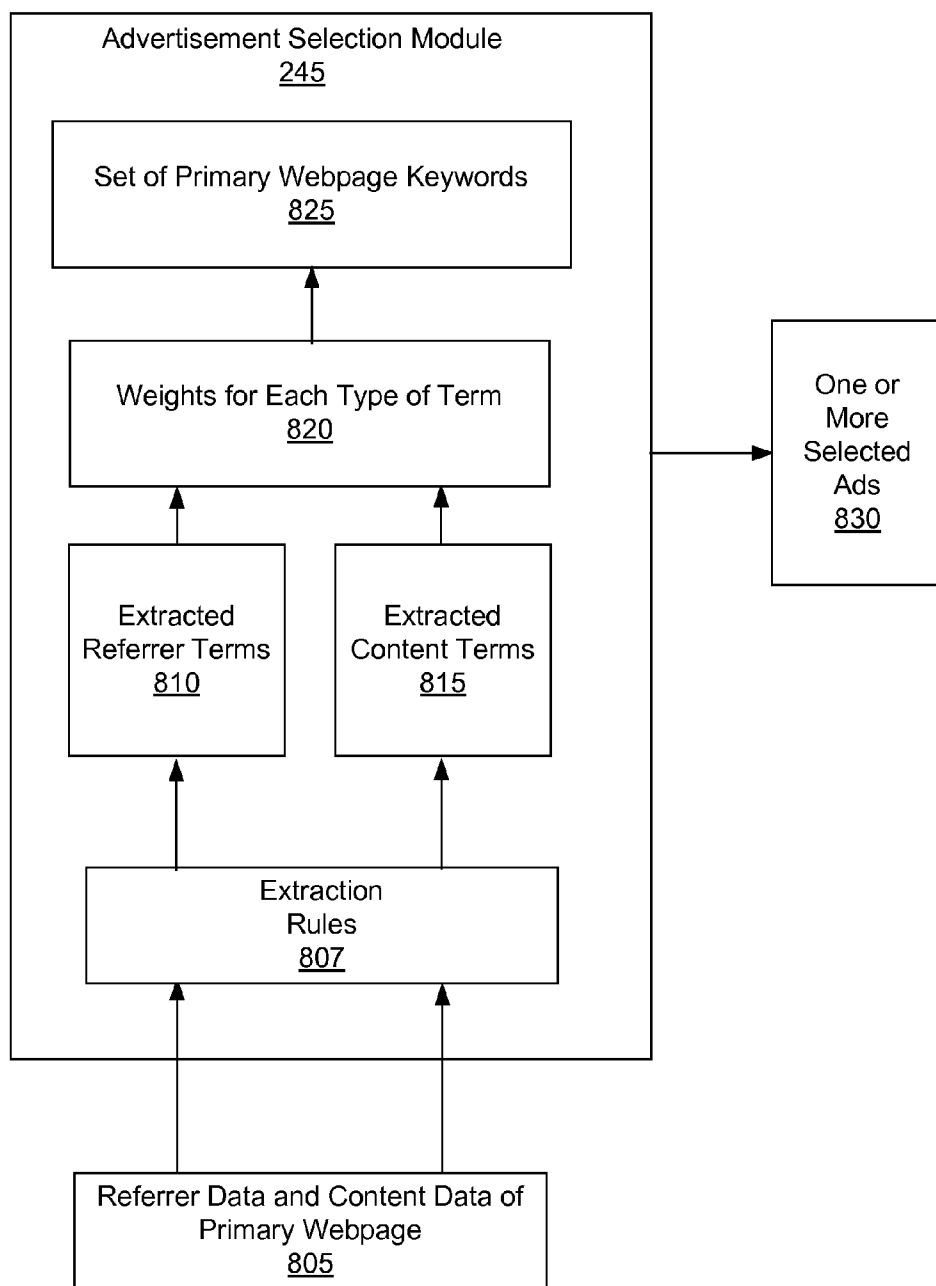 Advertisement Selection Module
245
Set of Primary Webpage Keywords
825
Weights for Each Type of Term
820
One or
More
Selected
Ads
830
Extracted
Referrer Terms
810
Extracted
Content Terms
815
Extraction
Rules
807
Referrer Data and Content Data of
Primary Webpage
805